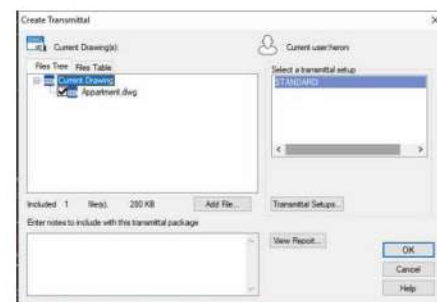 Create Transmittal
Current Drawing(s):
Current user:heron
Files Tree Files Table
Select a transmittal setup
Current Drawing
STANDARD
Appartment.dwg
Included 1 file(s). 280 KB
Add File...
Transmittal Setups...
Enter notes to include with this transmittal package
View Report...
OK
Cancel
Help